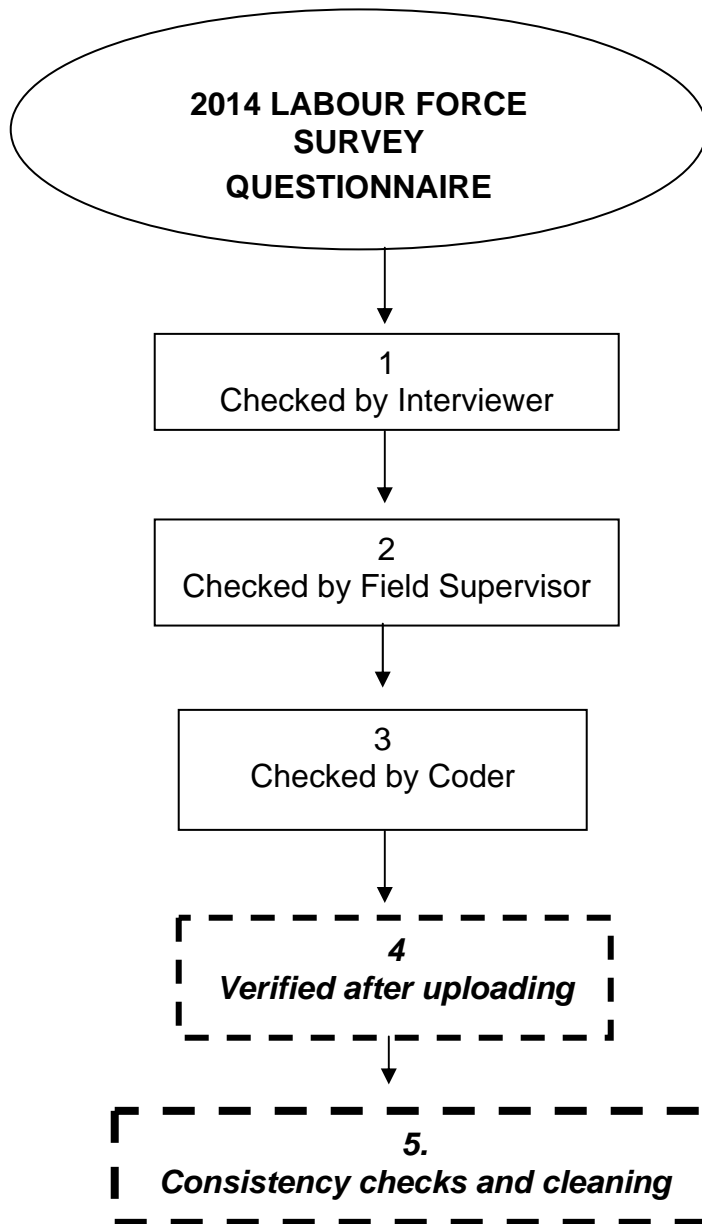 2014 LABOUR FORCE
SURVEY
QUESTIONNAIRE
1
Checked by Interviewer
2
Checked by Field Supervisor
3
Checked by Coder
4
Verified after uploading
5.
Consistency checks and cleaning